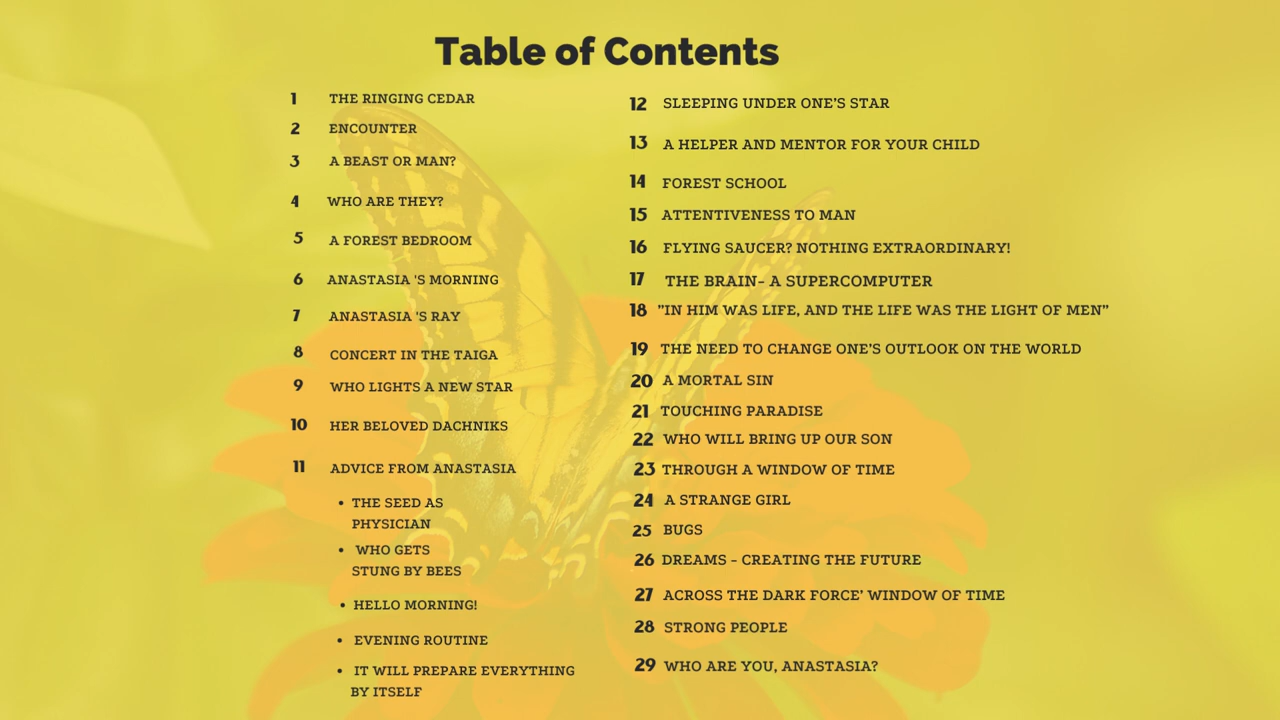 Table of Contents
1 THE RINGING CEDAR
2 ENCOUNTER
3 A BEAST OR MAN?
4 WHO ARE THEY?
5 A FOREST BEDROOM
6 ANASTASIA 'S MORNING
7 ANASTASIA 'S RAY
8 CONCERT IN THE TAIGA
9 WHO LIGHTS A NEW STAR
10 HER BELOVED DACHNIKS
11 ADVICE FROM ANASTASIA
• THE SEED AS
PHYSICIAN
• WHO GETS
STUNG BY BEES
• HELLO MORNING!
• EVENING ROUTINE
• IT WILL PREPARE EVERYTHING
BY ITSELF
12 SLEEPING UNDER ONE'S STAR
13 A HELPER AND MENTOR FOR YOUR CHILD
14 FOREST SCHOOL
15 ATTENTIVENESS TO MAN
16 FLYING SAUCER? NOTHING EXTRAORDINARY!
17 THE BRAIN- A SUPERCOMPUTER
18 ”IN HIM WAS LIFE, AND THE LIFE WAS THE LIGHT OF MEN”
19 THE NEED TO CHANGE ONE'S OUTLOOK ON THE WORLD
20 A MORTAL SIN
21 TOUCHING PARADISE
22 WHO WILL BRING UP OUR SON
23 THROUGH A WINDOW OF TIME
24 A STRANGE GIRL
25 BUGS
26 DREAMS - CREATING THE FUTURE
27 ACROSS THE DARK FORCE’ WINDOW OF TIME
28 STRONG PEOPLE
29 WHO ARE YOU, ANASTASIA?